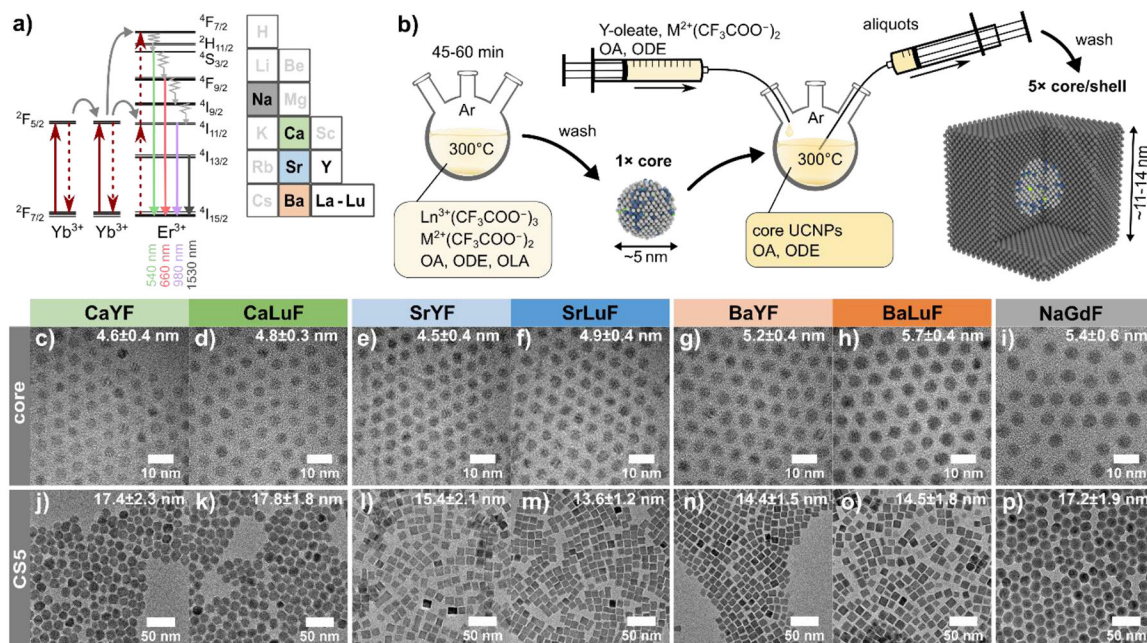 a)
⁴F₇/₂
²H₁₁/₂
⁴S₃/₂
⁴F₉/₂
⁴I₉/₂
²F₅/₂
⁴I₁₁/₂
⁴I₁₃/₂
²F₇/₂
⁴I₁₅/₂
Yb³⁺ Yb³⁺ Er³⁺
540 nm
660 nm
980 nm
1530 nm
H
Li Be
Na Mg
K Ca Sc
Rb Sr Y
Cs Ba La - Lu
b)
45-60 min
Ar
300°C
Ln³⁺(CF₃COO⁻)₃
M²⁺(CF₃COO⁻)₂
OA, ODE, OLA
wash
1× core
~5 nm
Y-oleate, M²⁺(CF₃COO⁻)₂
OA, ODE
Ar
300°C
core UCNPs
OA, ODE
aliquots
wash
5× core/shell
~11-14 nm
CaYF CaLuF SrYF SrLuF BaYF BaLuF NaGdF
core
c) 4.6±0.4 nm
10 nm
d) 4.8±0.3 nm
10 nm
e) 4.5±0.4 nm
10 nm
f) 4.9±0.4 nm
10 nm
g) 5.2±0.4 nm
10 nm
h) 5.7±0.4 nm
10 nm
i) 5.4±0.6 nm
10 nm
CS5
j) 17.4±2.3 nm
50 nm
k) 17.8±1.8 nm
50 nm
l) 15.4±2.1 nm
50 nm
m) 13.6±1.2 nm
50 nm
n) 14.4±1.5 nm
50 nm
o) 14.5±1.8 nm
50 nm
p) 17.2±1.9 nm
50 nm